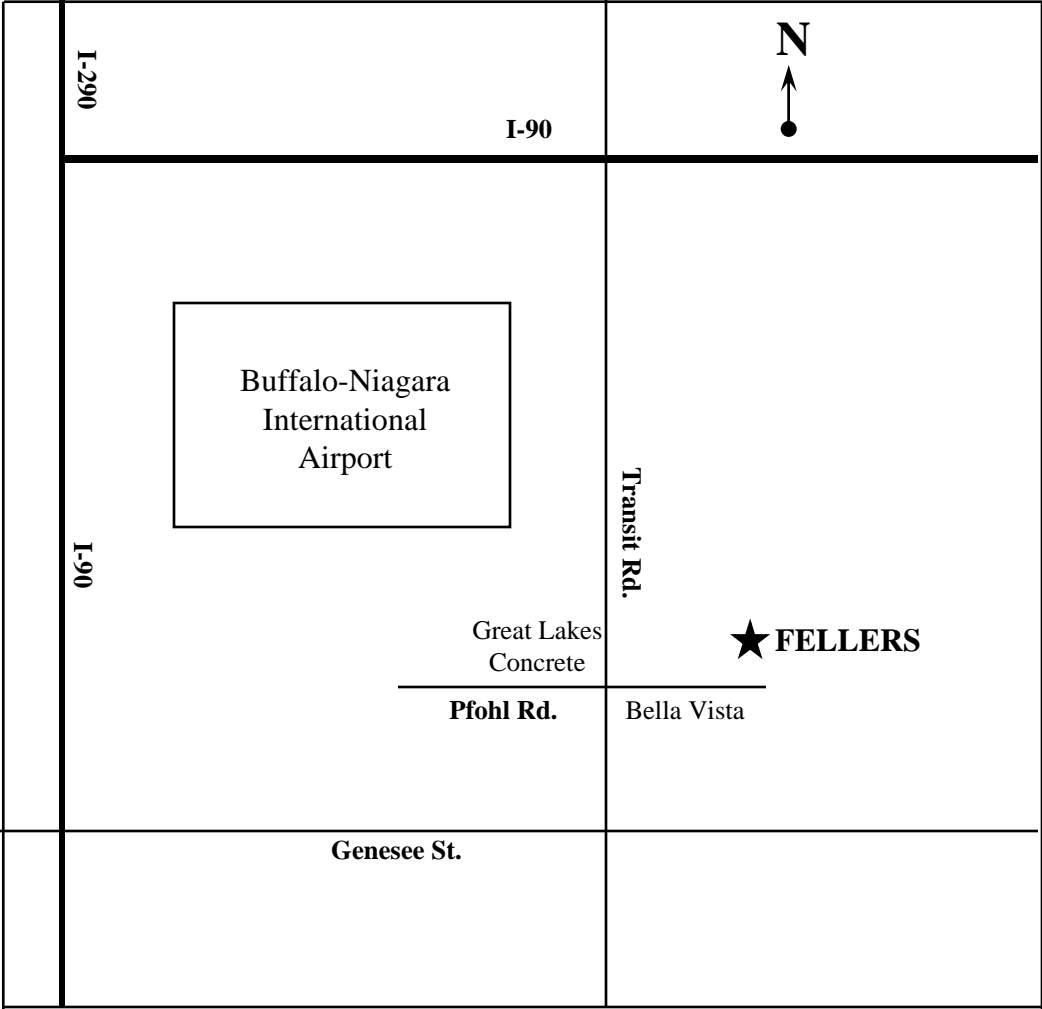 N
I-290
I-90
Buffalo-Niagara
International
Airport
Transit Rd.
I-90
Great Lakes
Concrete
FELLERS
Pfohl Rd.
Bella Vista
Genesee St.